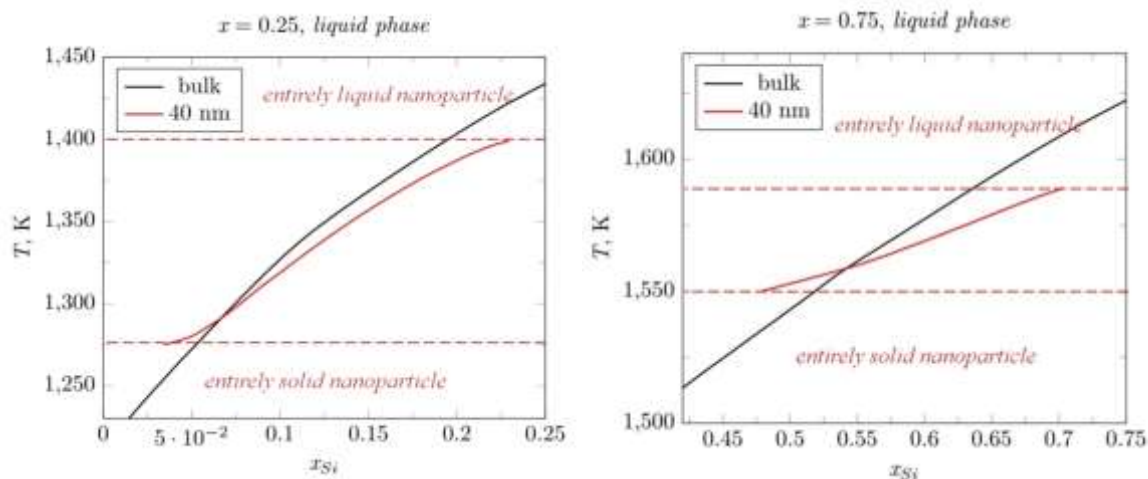 x = 0.25, liquid phase
1,450
1,400
1,350
1,300
1,250
T, K
bulk
40 nm
entirely liquid nanoparticle
entirely solid nanoparticle
0 5 · 10⁻² 0.1 0.15 0.2 0.25
x_Si
x = 0.75, liquid phase
1,600
1,550
1,500
T, K
bulk
40 nm
entirely liquid nanoparticle
entirely solid nanoparticle
0.45 0.5 0.55 0.6 0.65 0.7 0.75
x_Si